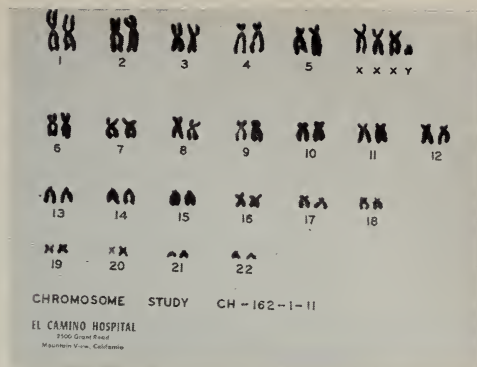 1 2 3 4 5 X X X Y
6 7 8 9 10 11 12
13 14 15 16 17 18
19 20 21 22
CHROMOSOME STUDY CH-162-1-11
EL CAMINO HOSPITAL
2500 Grant Road
Mountain View, California